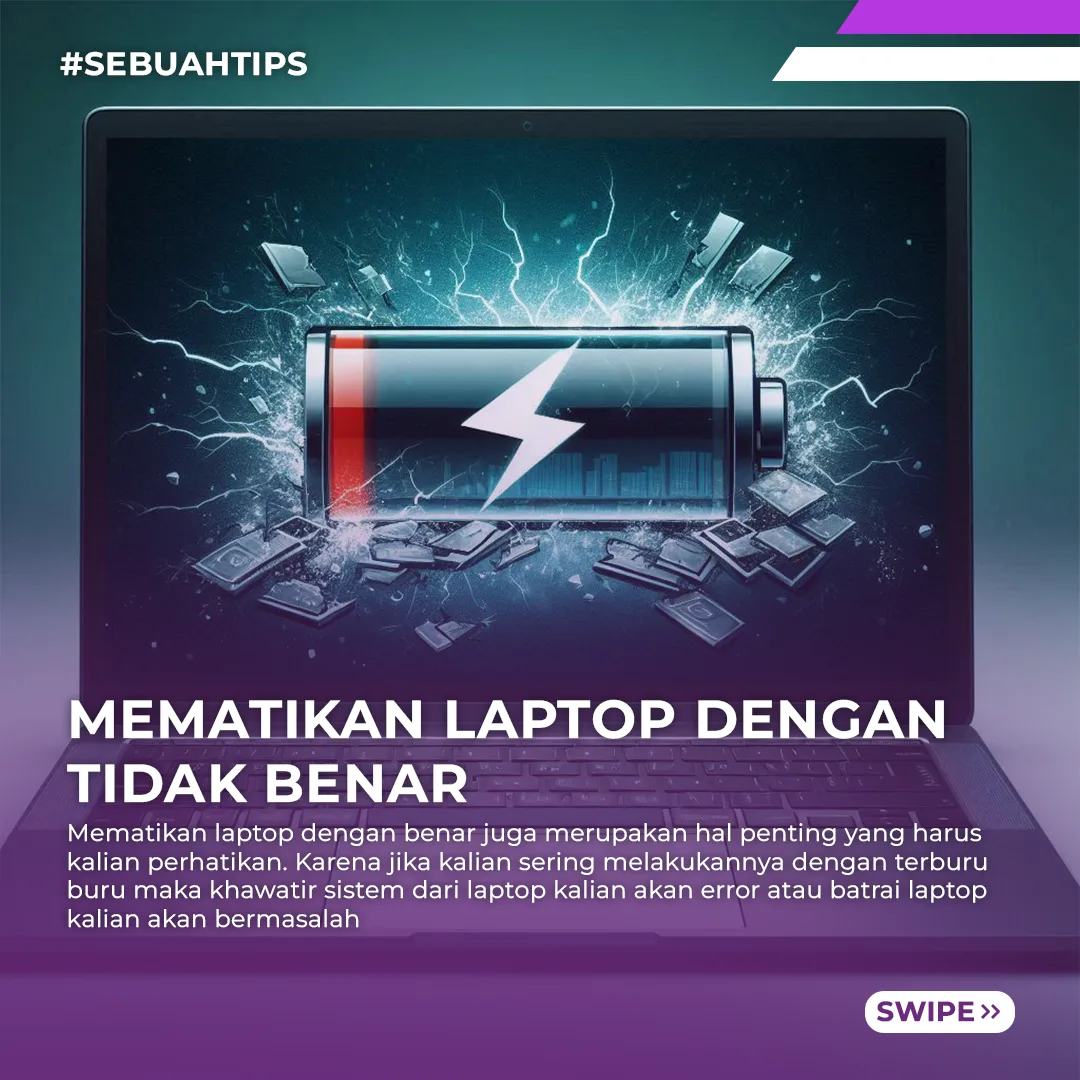 #SEBUAHTIPS
MEMATIKAN LAPTOP DENGAN
TIDAK BENAR
Mematikan laptop dengan benar juga merupakan hal penting yang harus
kalian perhatikan. Karena jika kalian sering melakukannya dengan terburu
buru maka khawatir sistem dari laptop kalian akan error atau batrai laptop
kalian akan bermasalah
SWIPE >>